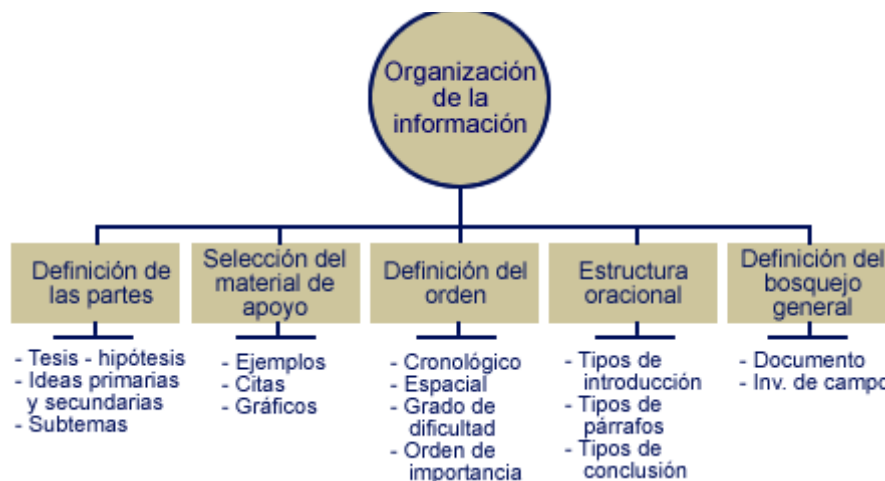 Organización
de la
información
Definición de
las partes
- Tesis - hipótesis
- Ideas primarias
y secundarias
- Subtemas
Selección del
material de
apoyo
- Ejemplos
- Citas
- Gráficos
Definición del
orden
- Cronológico
- Espacial
- Grado de
dificultad
- Orden de
importancia
Estructura
oracional
- Tipos de
introducción
- Tipos de
párrafos
- Tipos de
conclusión
Definición del
bosquejo
general
- Documento
- Inv. de campo